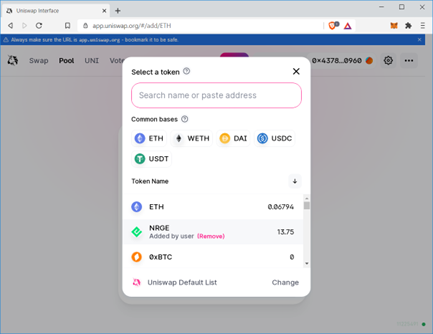 Uniswap Interface
app.uniswap.org/#/add/ETH
Always make sure the URL is app.uniswap.org - bookmark it to be safe.
Swap Pool UNI Vot
0×4378...0960
Select a token
Search name or paste address
Common bases
ETH WETH DAI USDC
USDT
Token Name
ETH 0.06794
NRGE 13.75
Added by user (Remove)
0xBTC 0
Uniswap Default List Change